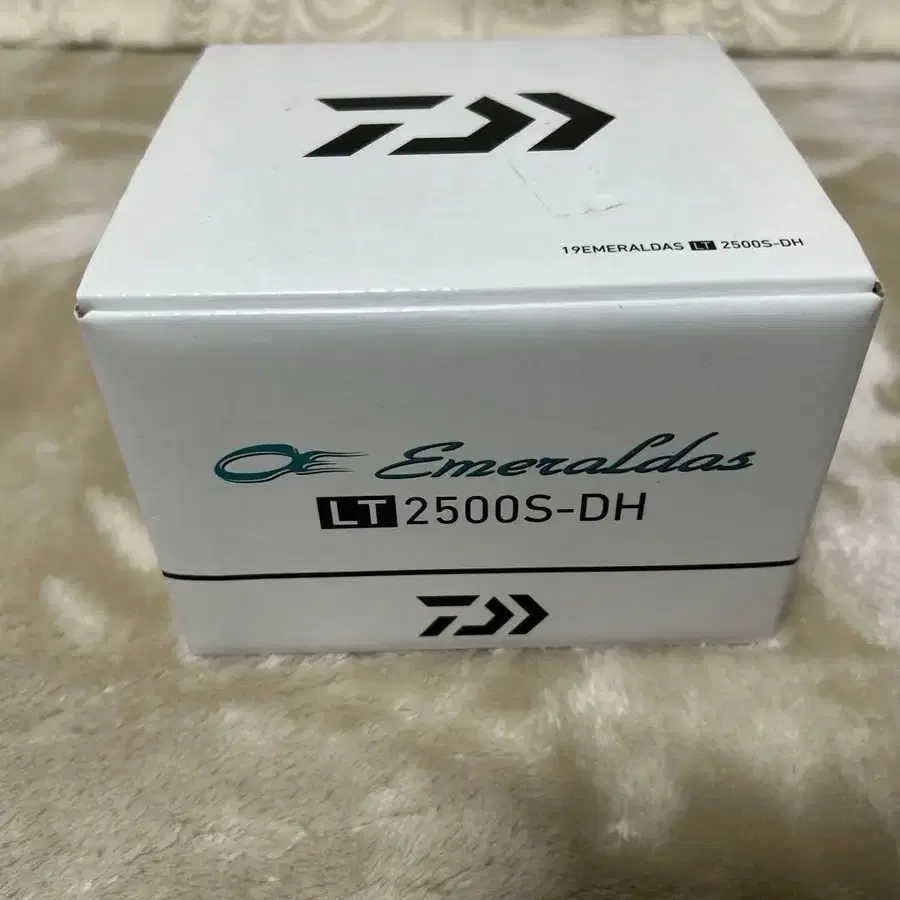 19EMERALDAS LT 2500S-DH
Emeraldas
LT 2500S-DH